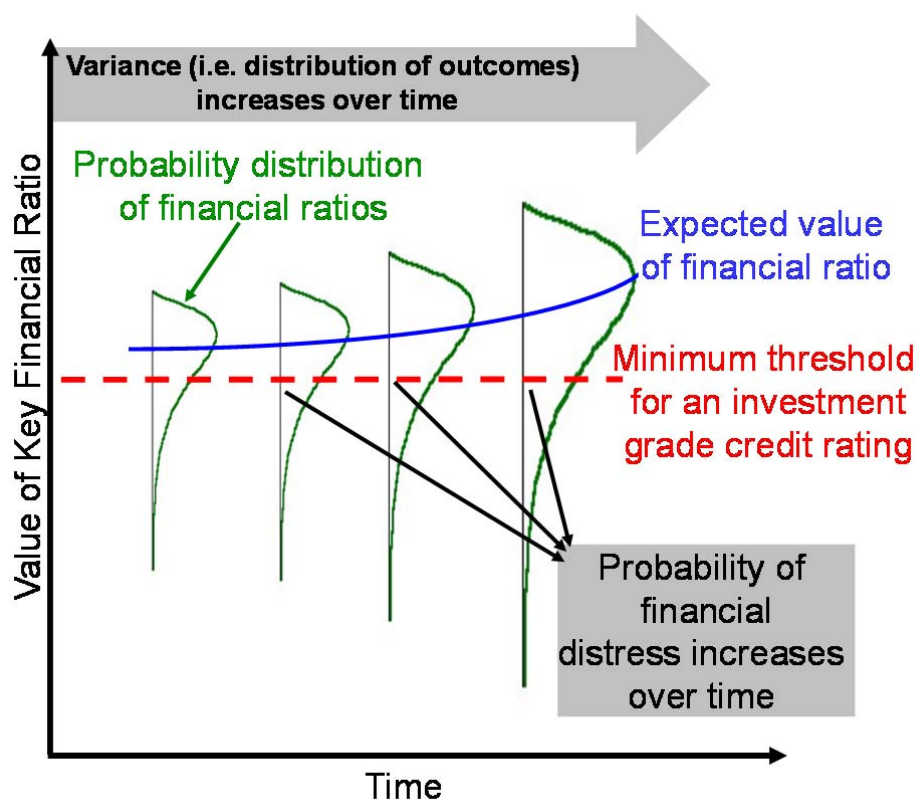 Variance (i.e. distribution of outcomes)
increases over time
Probability distribution
of financial ratios
Expected value
of financial ratio
Minimum threshold
for an investment
grade credit rating
Probability of
financial
distress increases
over time
Value of Key Financial Ratio
Time